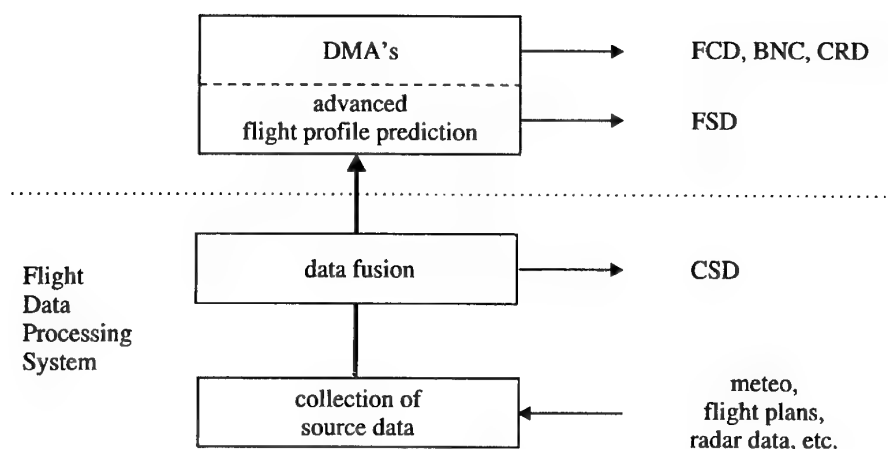 DMA's
FCD, BNC, CRD
advanced
flight profile prediction
FSD
data fusion
CSD
Flight
Data
Processing
System
collection of
source data
meteo,
flight plans,
radar data, etc.